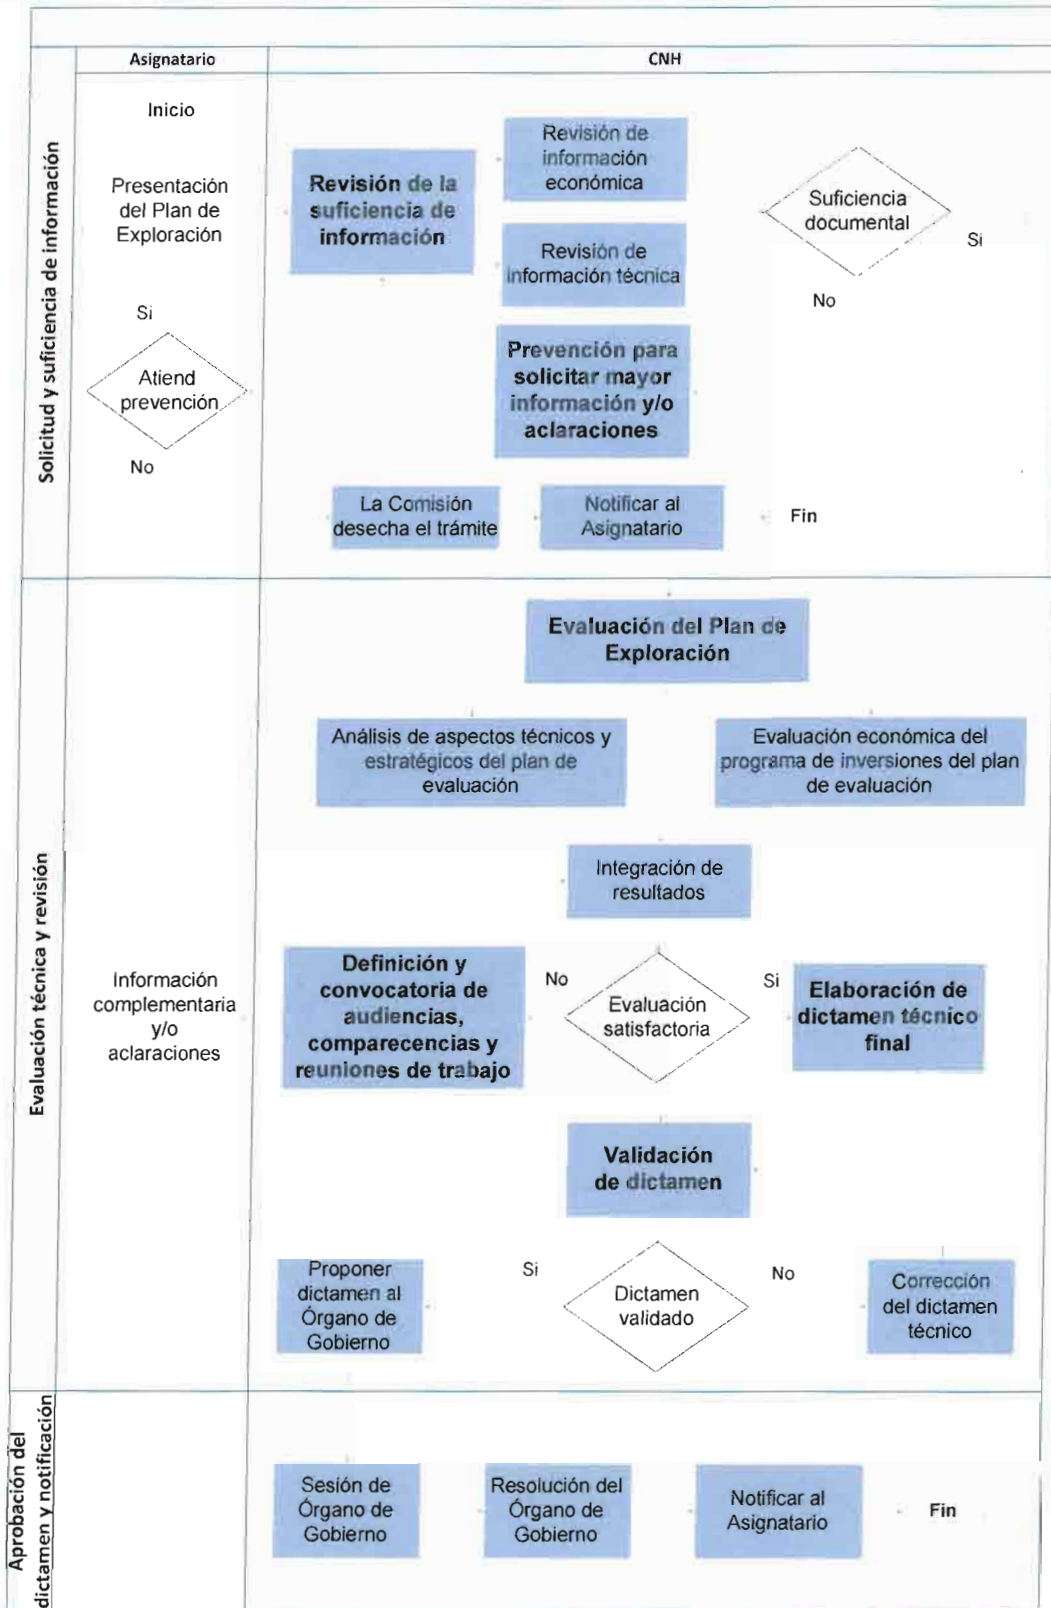 Asignatario
CNH
Solicitud y suficiencia de información
Inicio
Presentación
del Plan de
Exploración
Revisión de la
suficiencia de
información
Revisión de
información
económica
Revisión de
información técnica
Suficiencia
documental
Si
No
Si
Atiend
prevención
No
Prevención para
solicitar mayor
información y/o
aclaraciones
La Comisión
desecha el trámite
Notificar al
Asignatario
Fin
Evaluación técnica y revisión
Evaluación del Plan de
Exploración
Análisis de aspectos técnicos y
estratégicos del plan de
evaluación
Evaluación económica del
programa de inversiones del plan
de evaluación
Integración de
resultados
Información
complementaria
y/o
aclaraciones
Definición y
convocatoria de
audiencias,
comparecencias y
reuniones de trabajo
No
Evaluación
satisfactoria
Si
Elaboración de
dictamen técnico
final
Validación
de dictamen
Proponer
dictamen al
Órgano de
Gobierno
Si
Dictamen
validado
No
Corrección
del dictamen
técnico
Aprobación del
dictamen y notificación
Sesión de
Órgano de
Gobierno
Resolución del
Órgano de
Gobierno
Notificar al
Asignatario
Fin